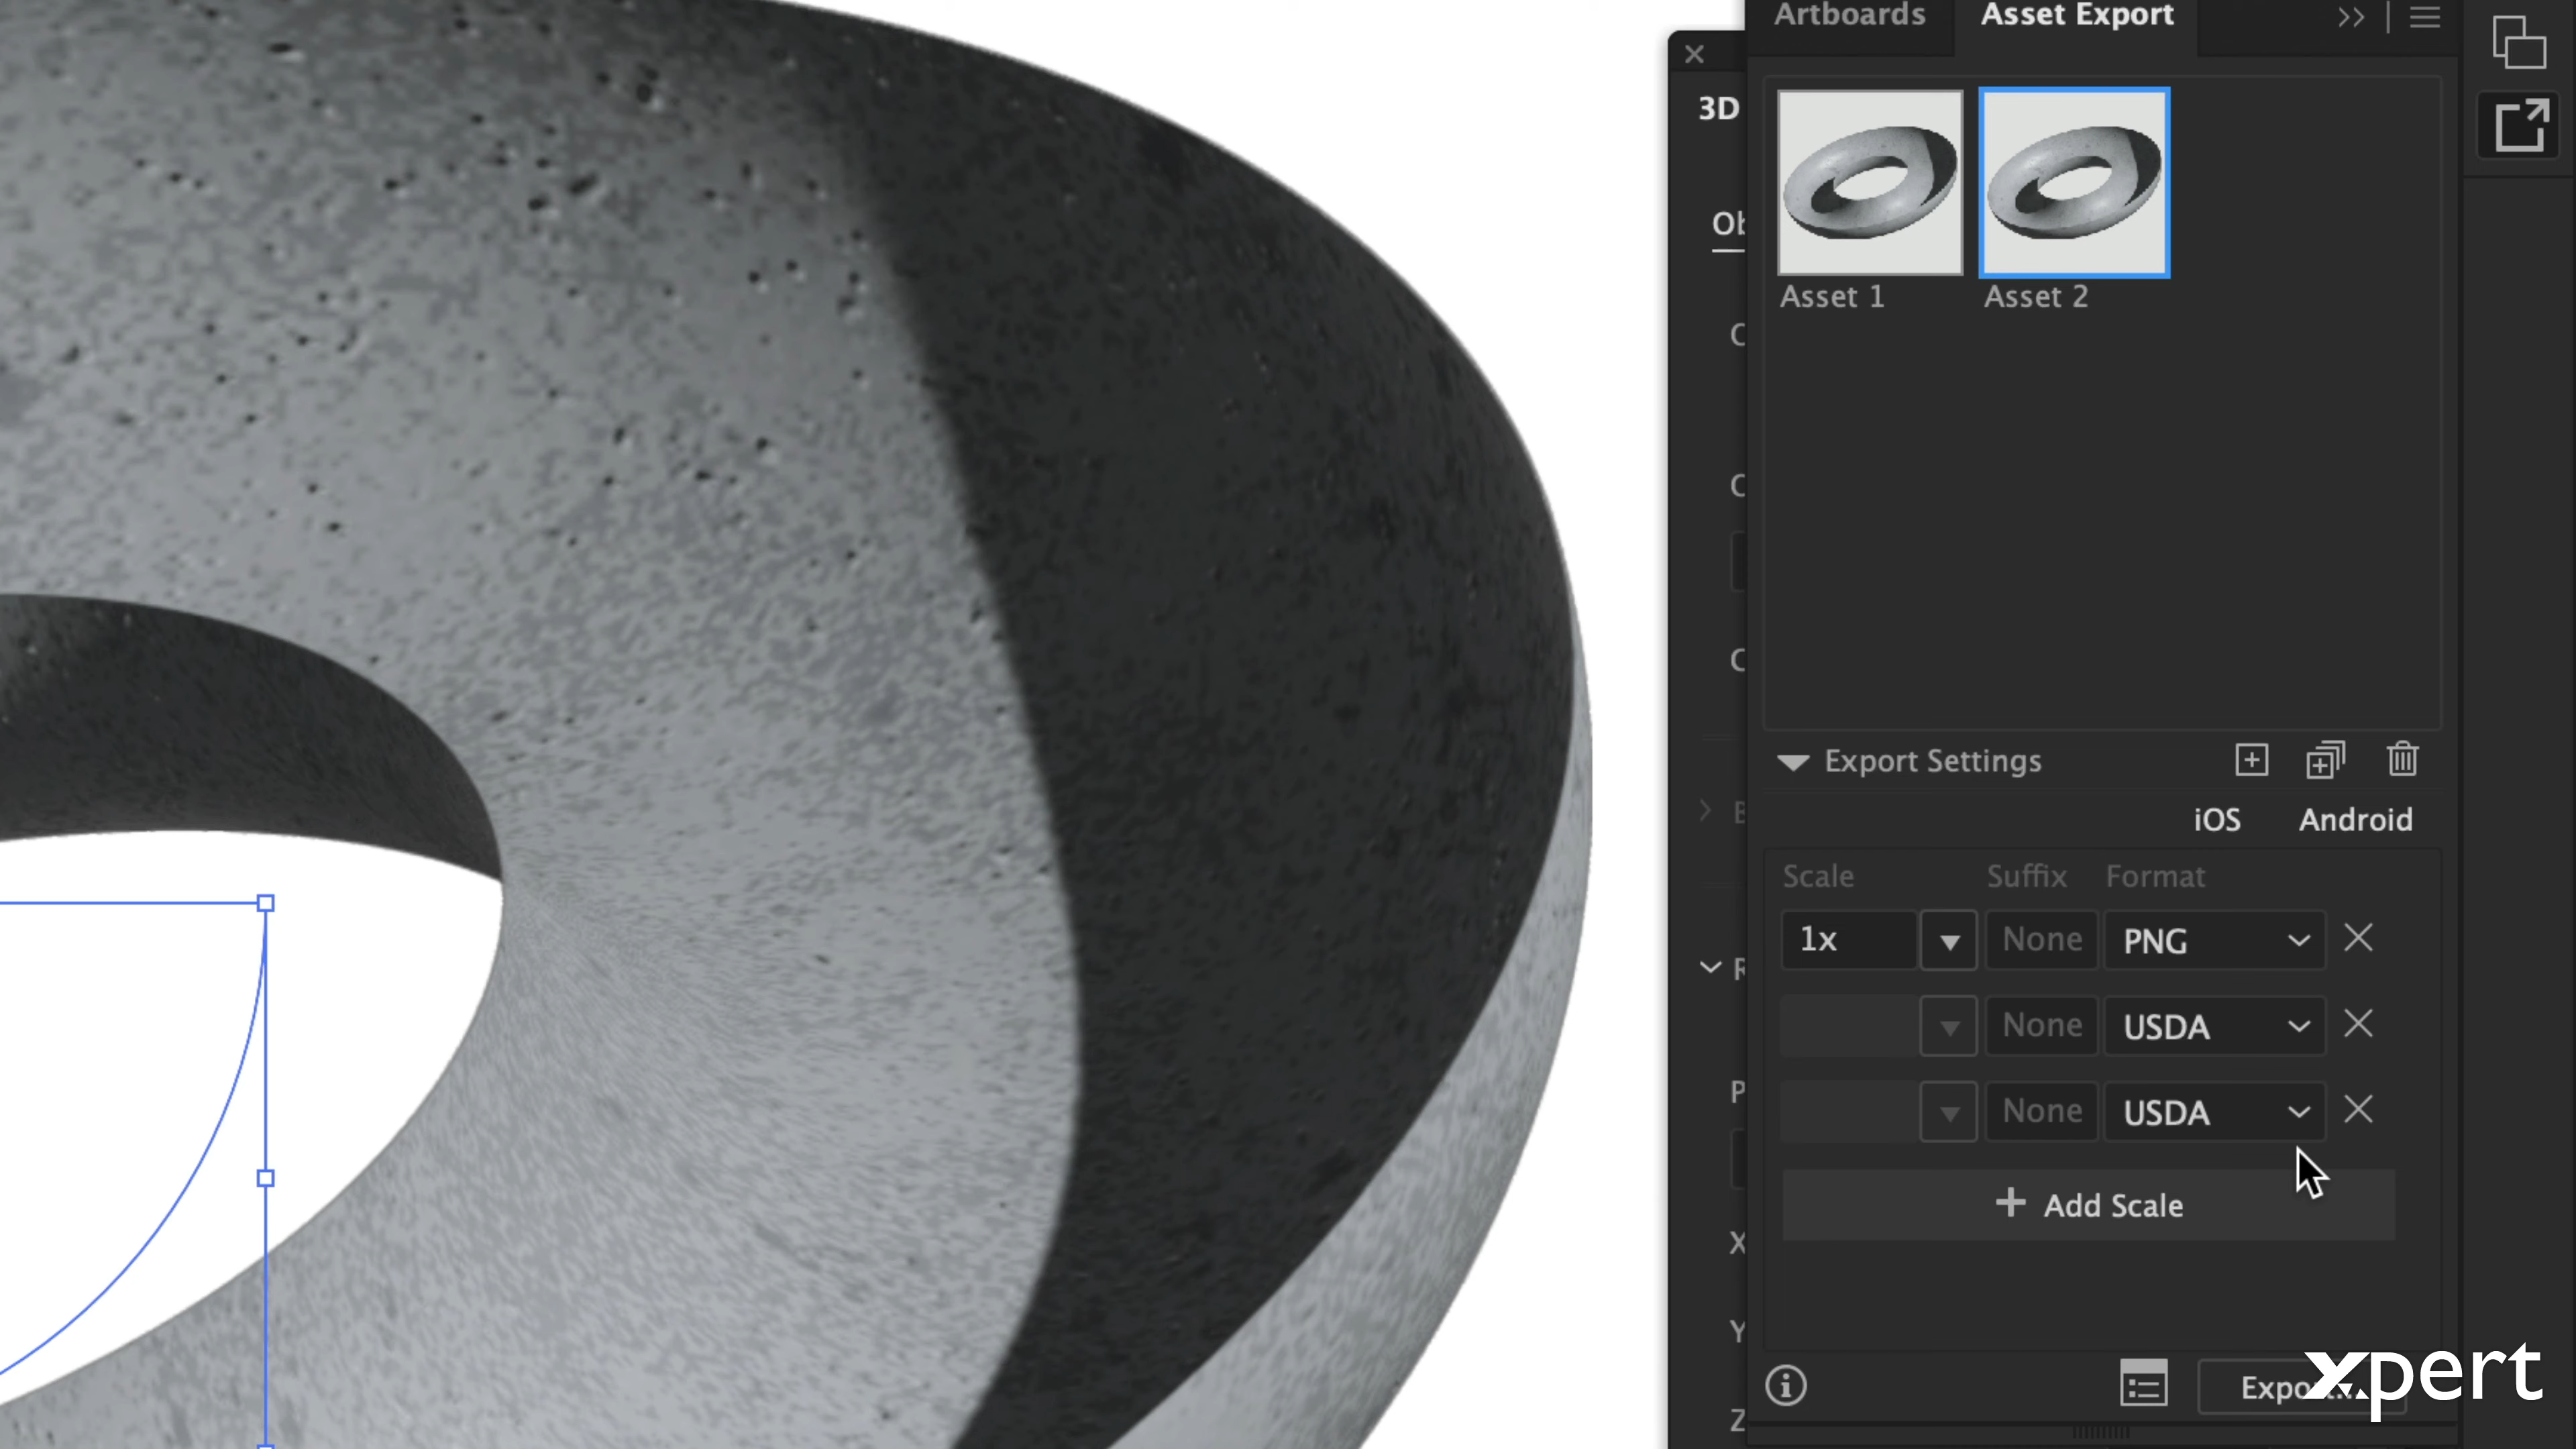 Artboards
Asset Export
3D
Ob
C
C
C
B
R
P
X
Y
Z
Asset 1
Asset 2
Export Settings
iOS
Android
Scale
Suffix
Format
1x
None
PNG
None
USDA
None
USDA
+ Add Scale
xpert